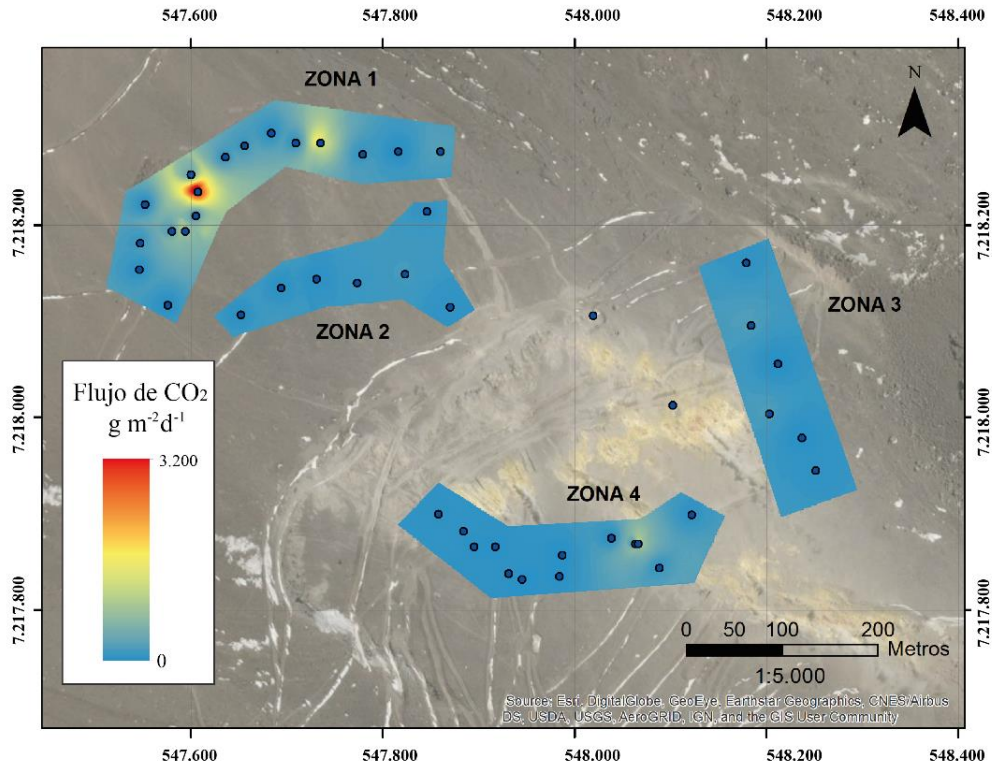 547.600 547.800 548.000 548.200 548.400
ZONA 1
N
7.218.200 7.218.200
ZONA 2
ZONA 3
Flujo de CO2
g m-2d-1
3.200
0
7.218.000 7.218.000
ZONA 4
7.217.800 7.217.800
0 50 100 200
Metros
1:5.000
Source: Esri, DigitalGlobe, GeoEye, Earthstar Geographics, CNES/Airbus
DS, USDA, USGS, AeroGRID, IGN, and the GIS User Community
547.600 547.800 548.000 548.200 548.400